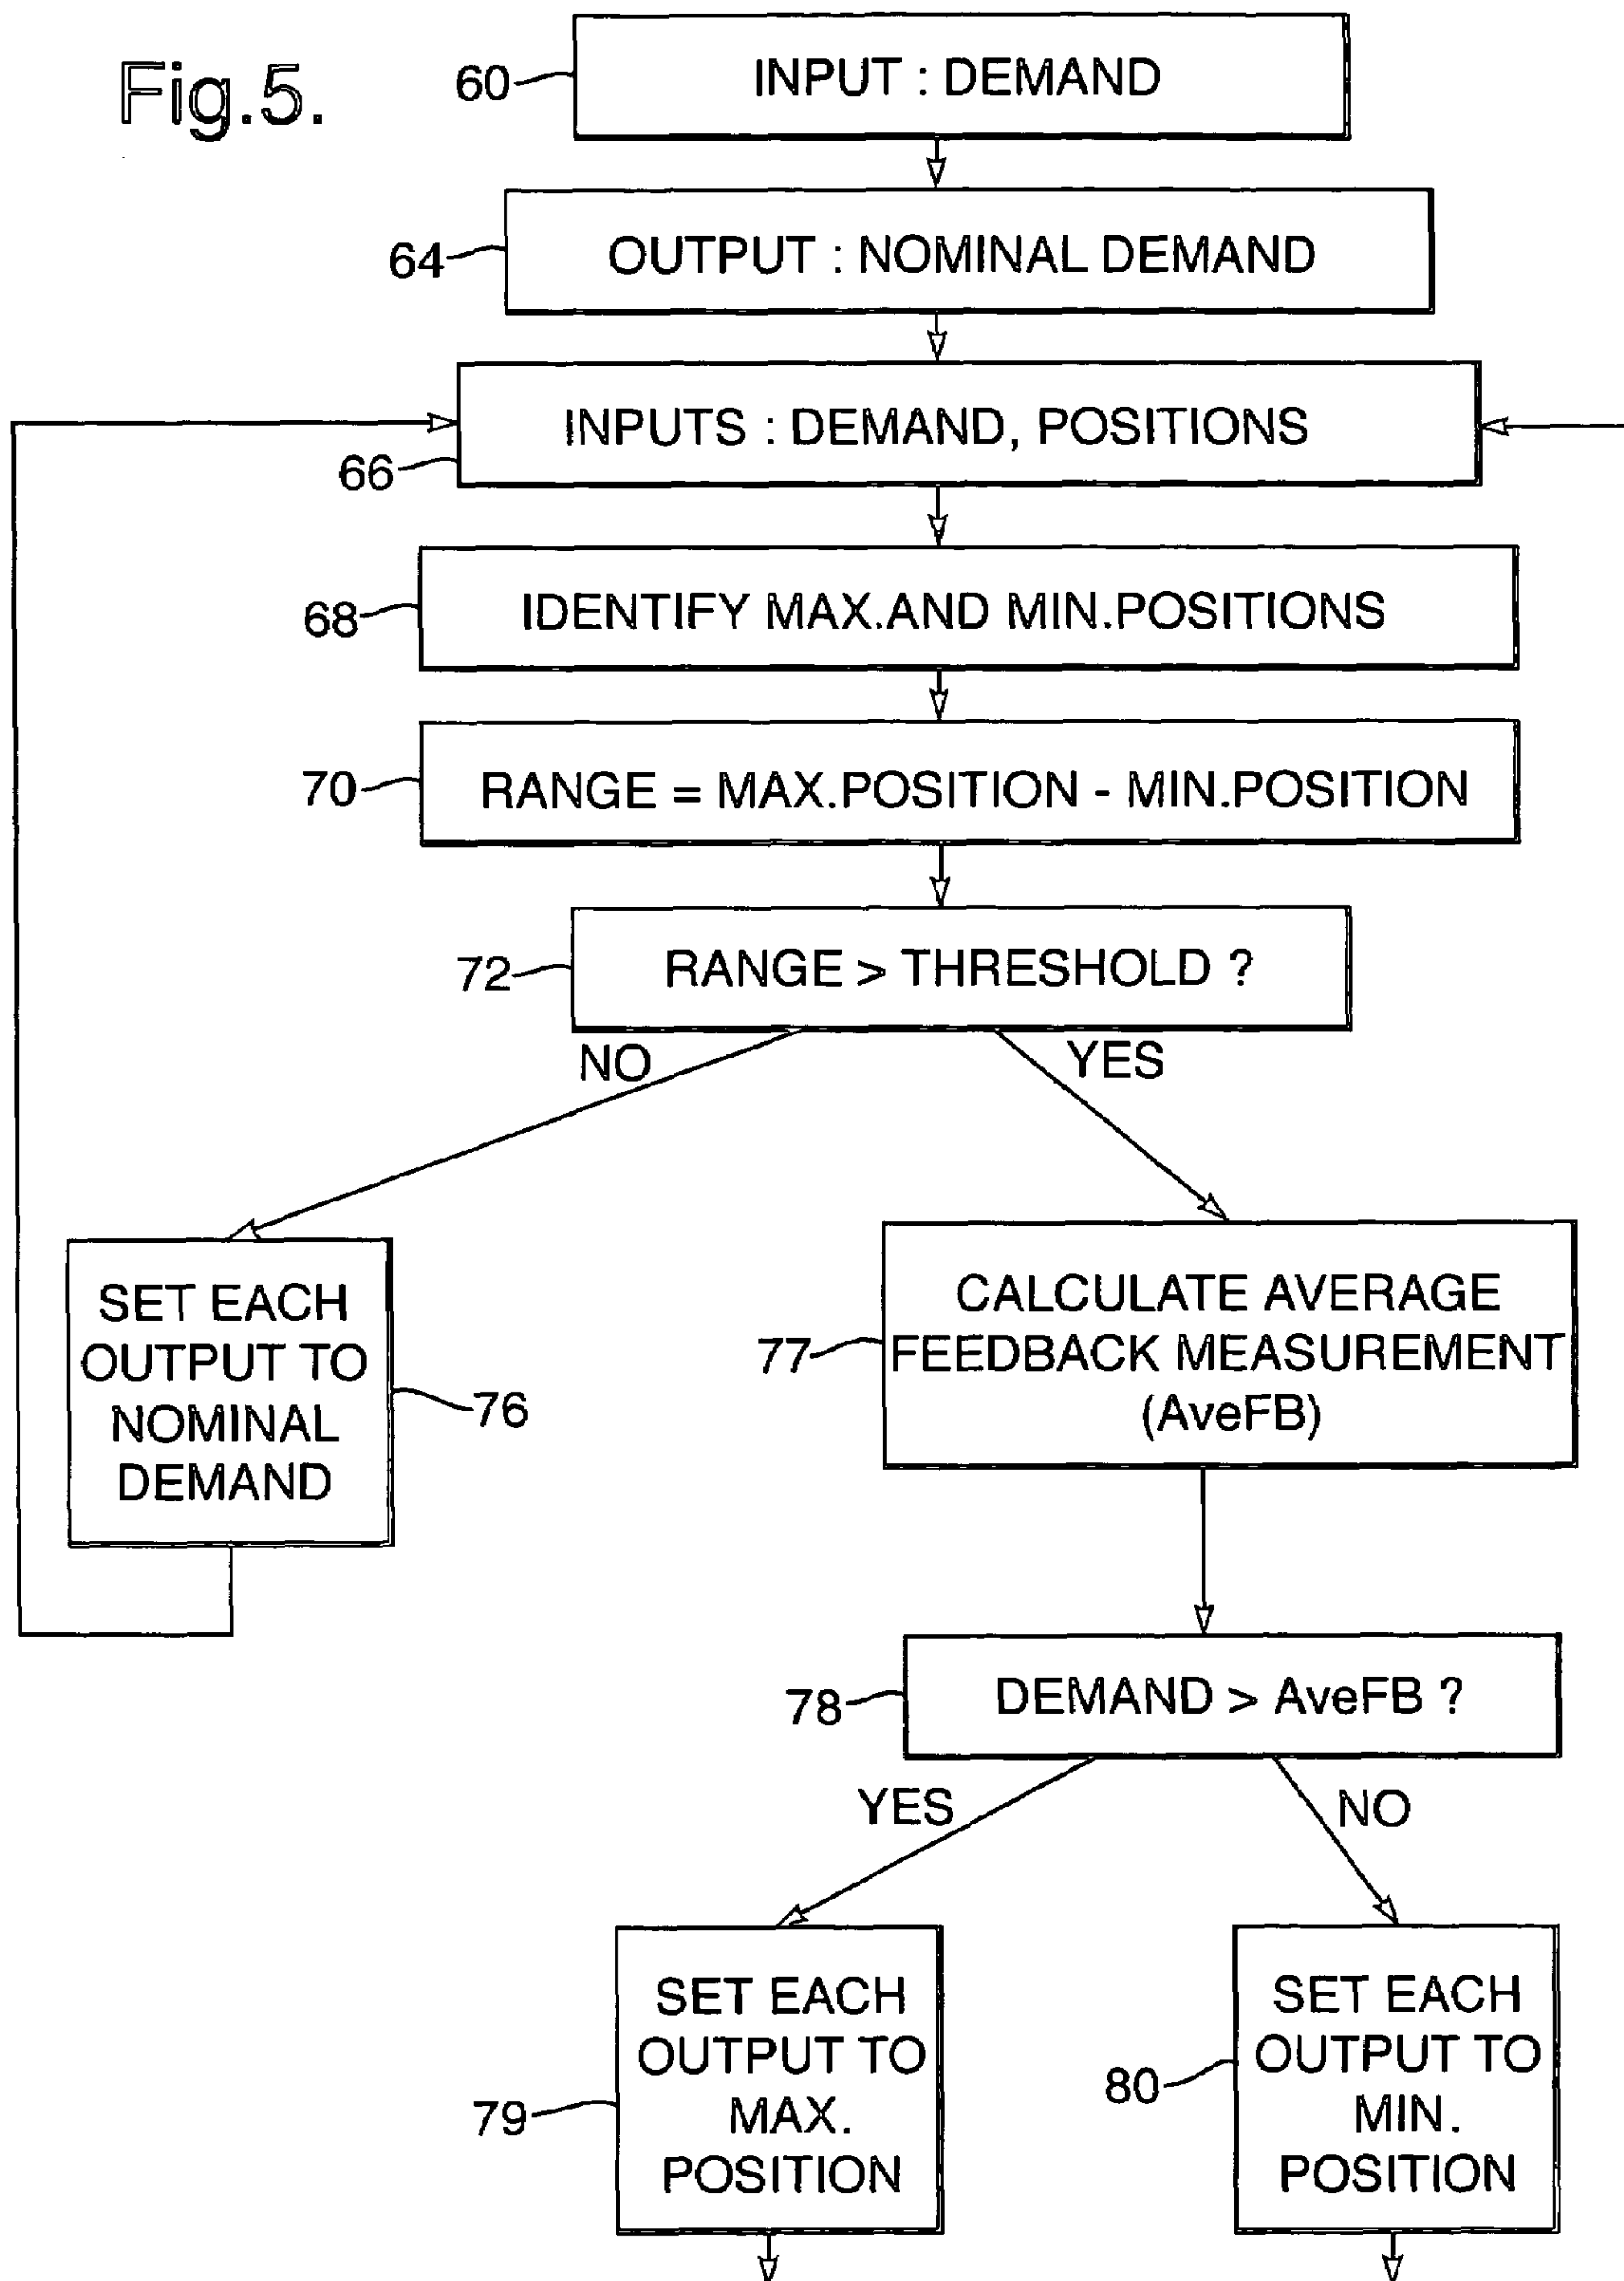 Fig.5.
60
INPUT : DEMAND
64
OUTPUT : NOMINAL DEMAND
INPUTS : DEMAND, POSITIONS
66
68
IDENTIFY MAX.AND MIN.POSITIONS
70
RANGE = MAX.POSITION - MIN.POSITION
72
RANGE > THRESHOLD ?
NO
YES
SET EACH
OUTPUT TO
NOMINAL
DEMAND
76
77
CALCULATE AVERAGE
FEEDBACK MEASUREMENT
(AveFB)
78
DEMAND > AveFB ?
YES
NO
79
SET EACH
OUTPUT TO
MAX.
POSITION
80
SET EACH
OUTPUT TO
MIN.
POSITION